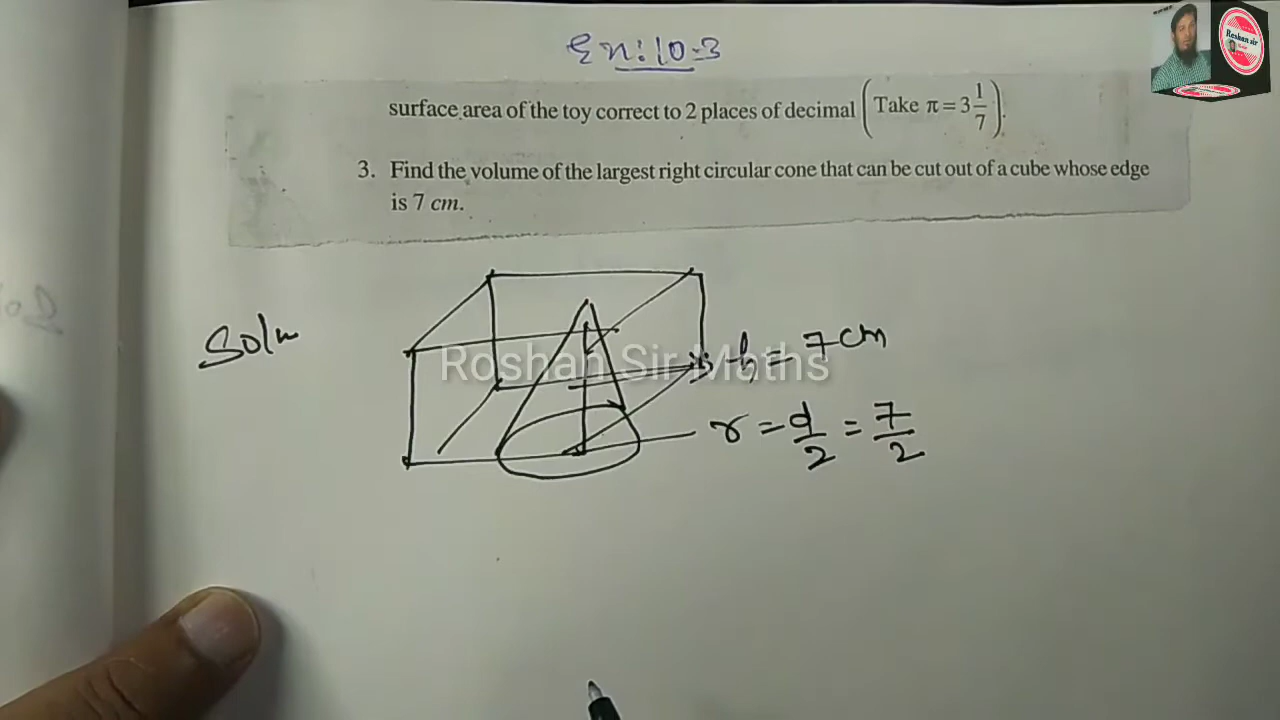 Ex: 10.3
surface area of the toy correct to 2 places of decimal (Take π = 3 1/7).
3. Find the volume of the largest right circular cone that can be cut out of a cube whose edge
is 7 cm.
Soln
h = 7 cm
r = d/2 = 7/2
Roshan Sir Maths
Roshan sir